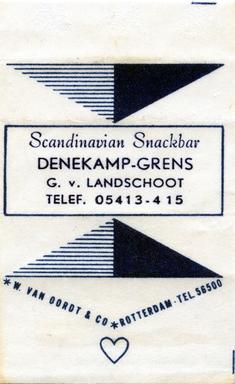 Scandinavian Snackbar
DENEKAMP-GRENS
G. v. LANDSCHOOT
TELEF. 05413-415
*W. VAN OORDT & CO*ROTTERDAM-TEL.56500